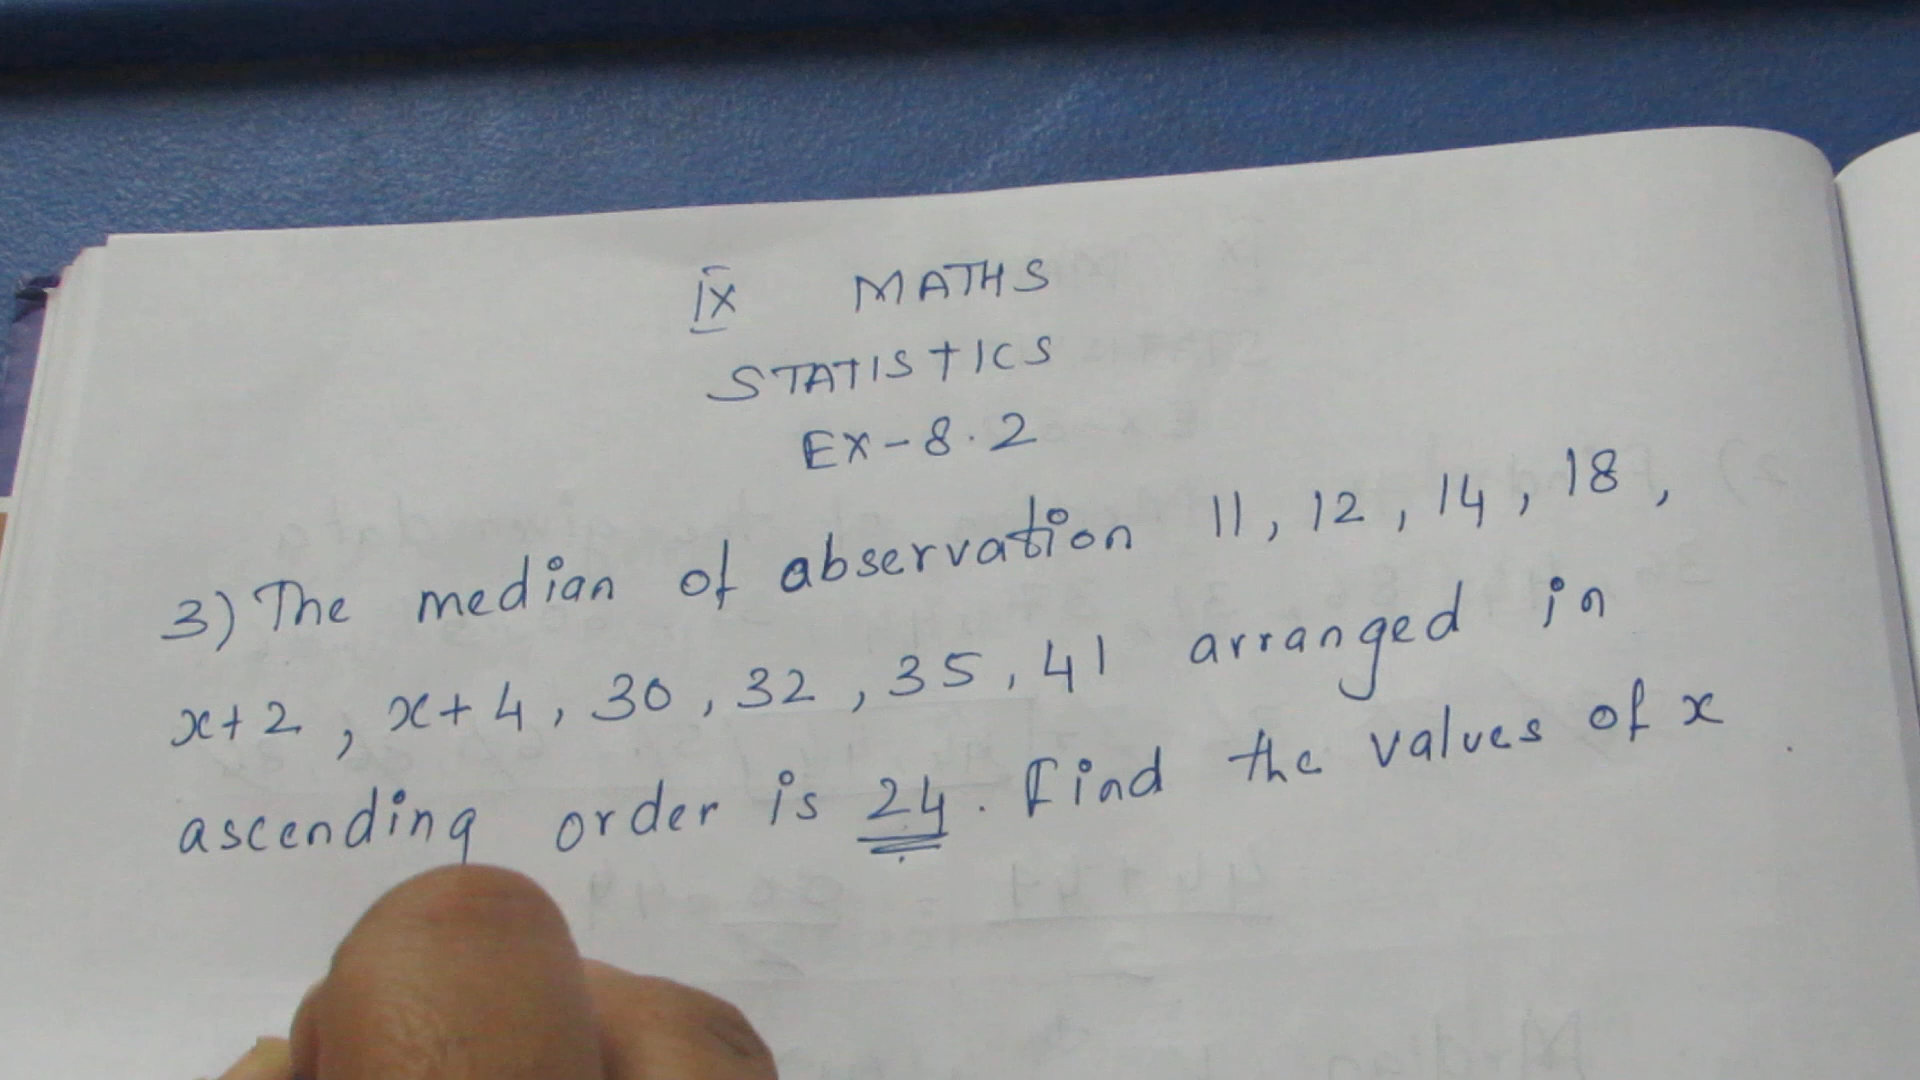 IX MATHS
STATISTICS
EX-8.2
3) The median of observation 11, 12, 14, 18,
x+2, x+4, 30, 32, 35, 41 arranged in
ascending order is 24. Find the values of x